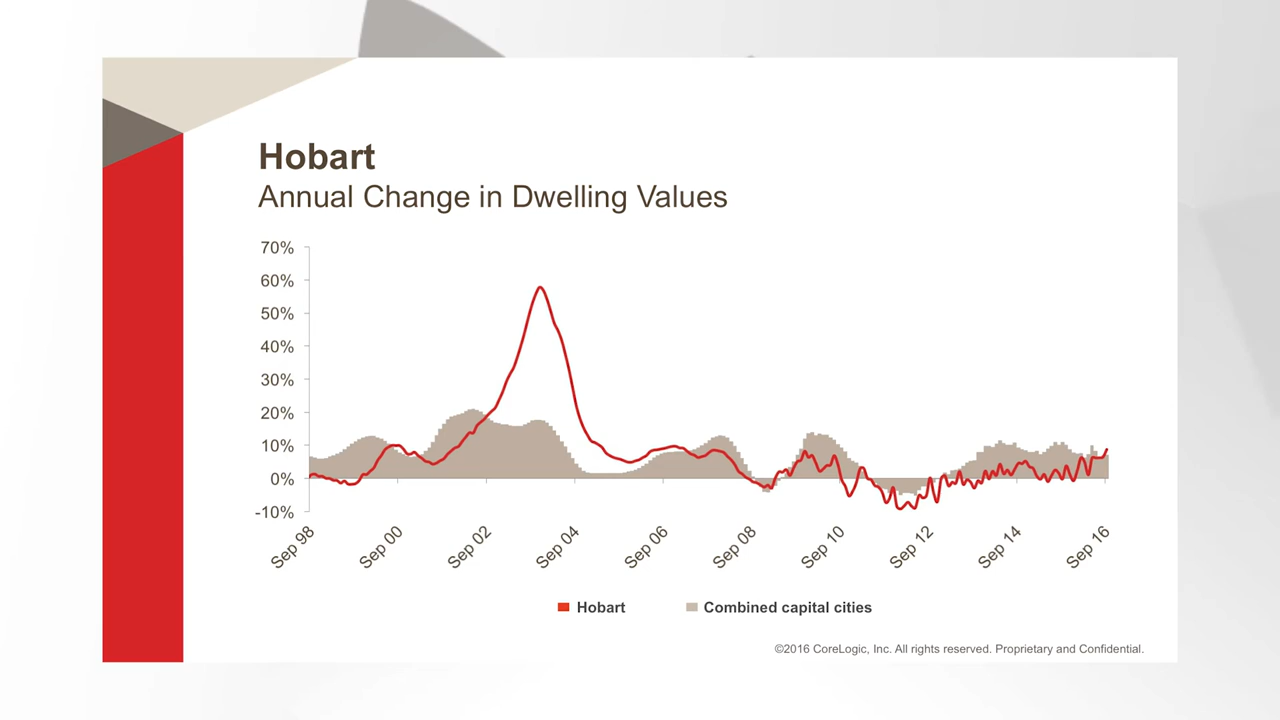 Hobart
Annual Change in Dwelling Values
70%
60%
50%
40%
30%
20%
10%
0%
-10%
Sep 98
Sep 00
Sep 02
Sep 04
Sep 06
Sep 08
Sep 10
Sep 12
Sep 14
Sep 16
Hobart
Combined capital cities
©2016 CoreLogic, Inc. All rights reserved. Proprietary and Confidential.